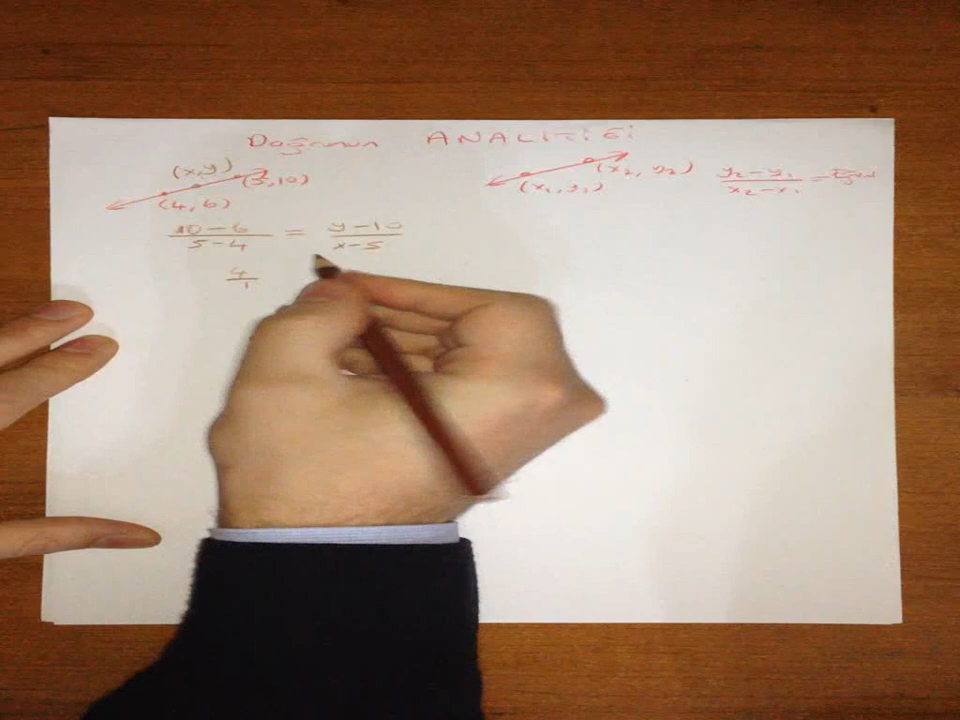 Doğrunun ANALİTİĞİ
(x,y)
(5,10)
(4,6)
(x₂, y₂)
(x₁, y₁)
y₂-y₁ / x₂-x₁ =
10-6 / 5-4 = y-10 / x-5
4 / 1